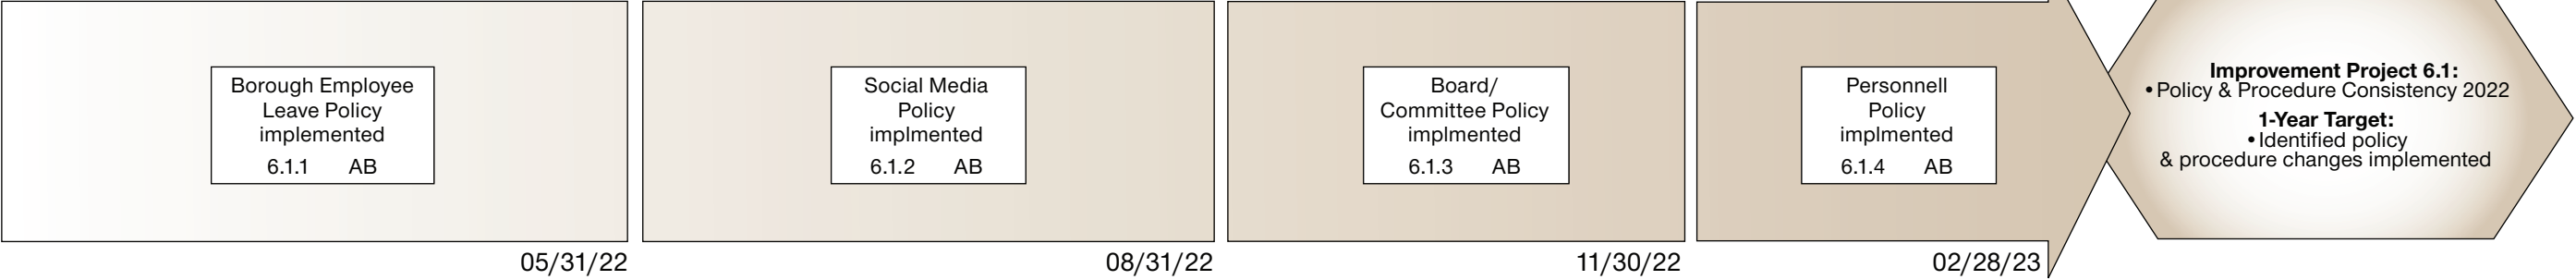 Borough Employee
Leave Policy
implemented
6.1.1 AB
05/31/22
Social Media
Policy
implmented
6.1.2 AB
08/31/22
Board/
Committee Policy
implmented
6.1.3 AB
11/30/22
Personnell
Policy
implmented
6.1.4 AB
02/28/23
Improvement Project 6.1:
• Policy & Procedure Consistency 2022
1-Year Target:
• Identified policy
& procedure changes implemented